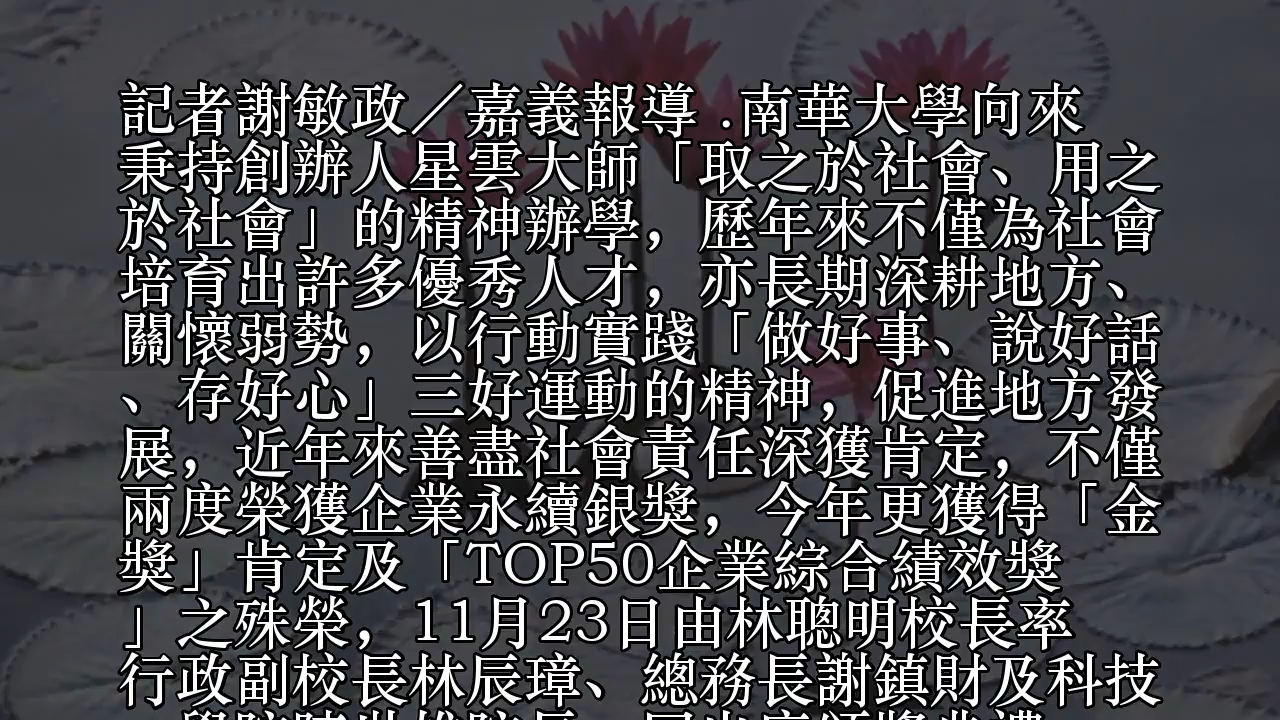 記者謝敏政／嘉義報導 .南華大學向來
秉持創辦人星雲大師「取之於社會、用之
於社會」的精神辦學，歷年來不僅為社會
培育出許多優秀人才，亦長期深耕地方、
關懷弱勢，以行動實踐「做好事、說好話
、存好心」三好運動的精神，促進地方發
展，近年來善盡社會責任深獲肯定，不僅
兩度榮獲企業永續銀獎，今年更獲得「金
獎」肯定及「TOP50企業綜合績效獎
」之殊榮，11月23日由林聰明校長率
行政副校長林辰璋、總務長謝鎮財及科技